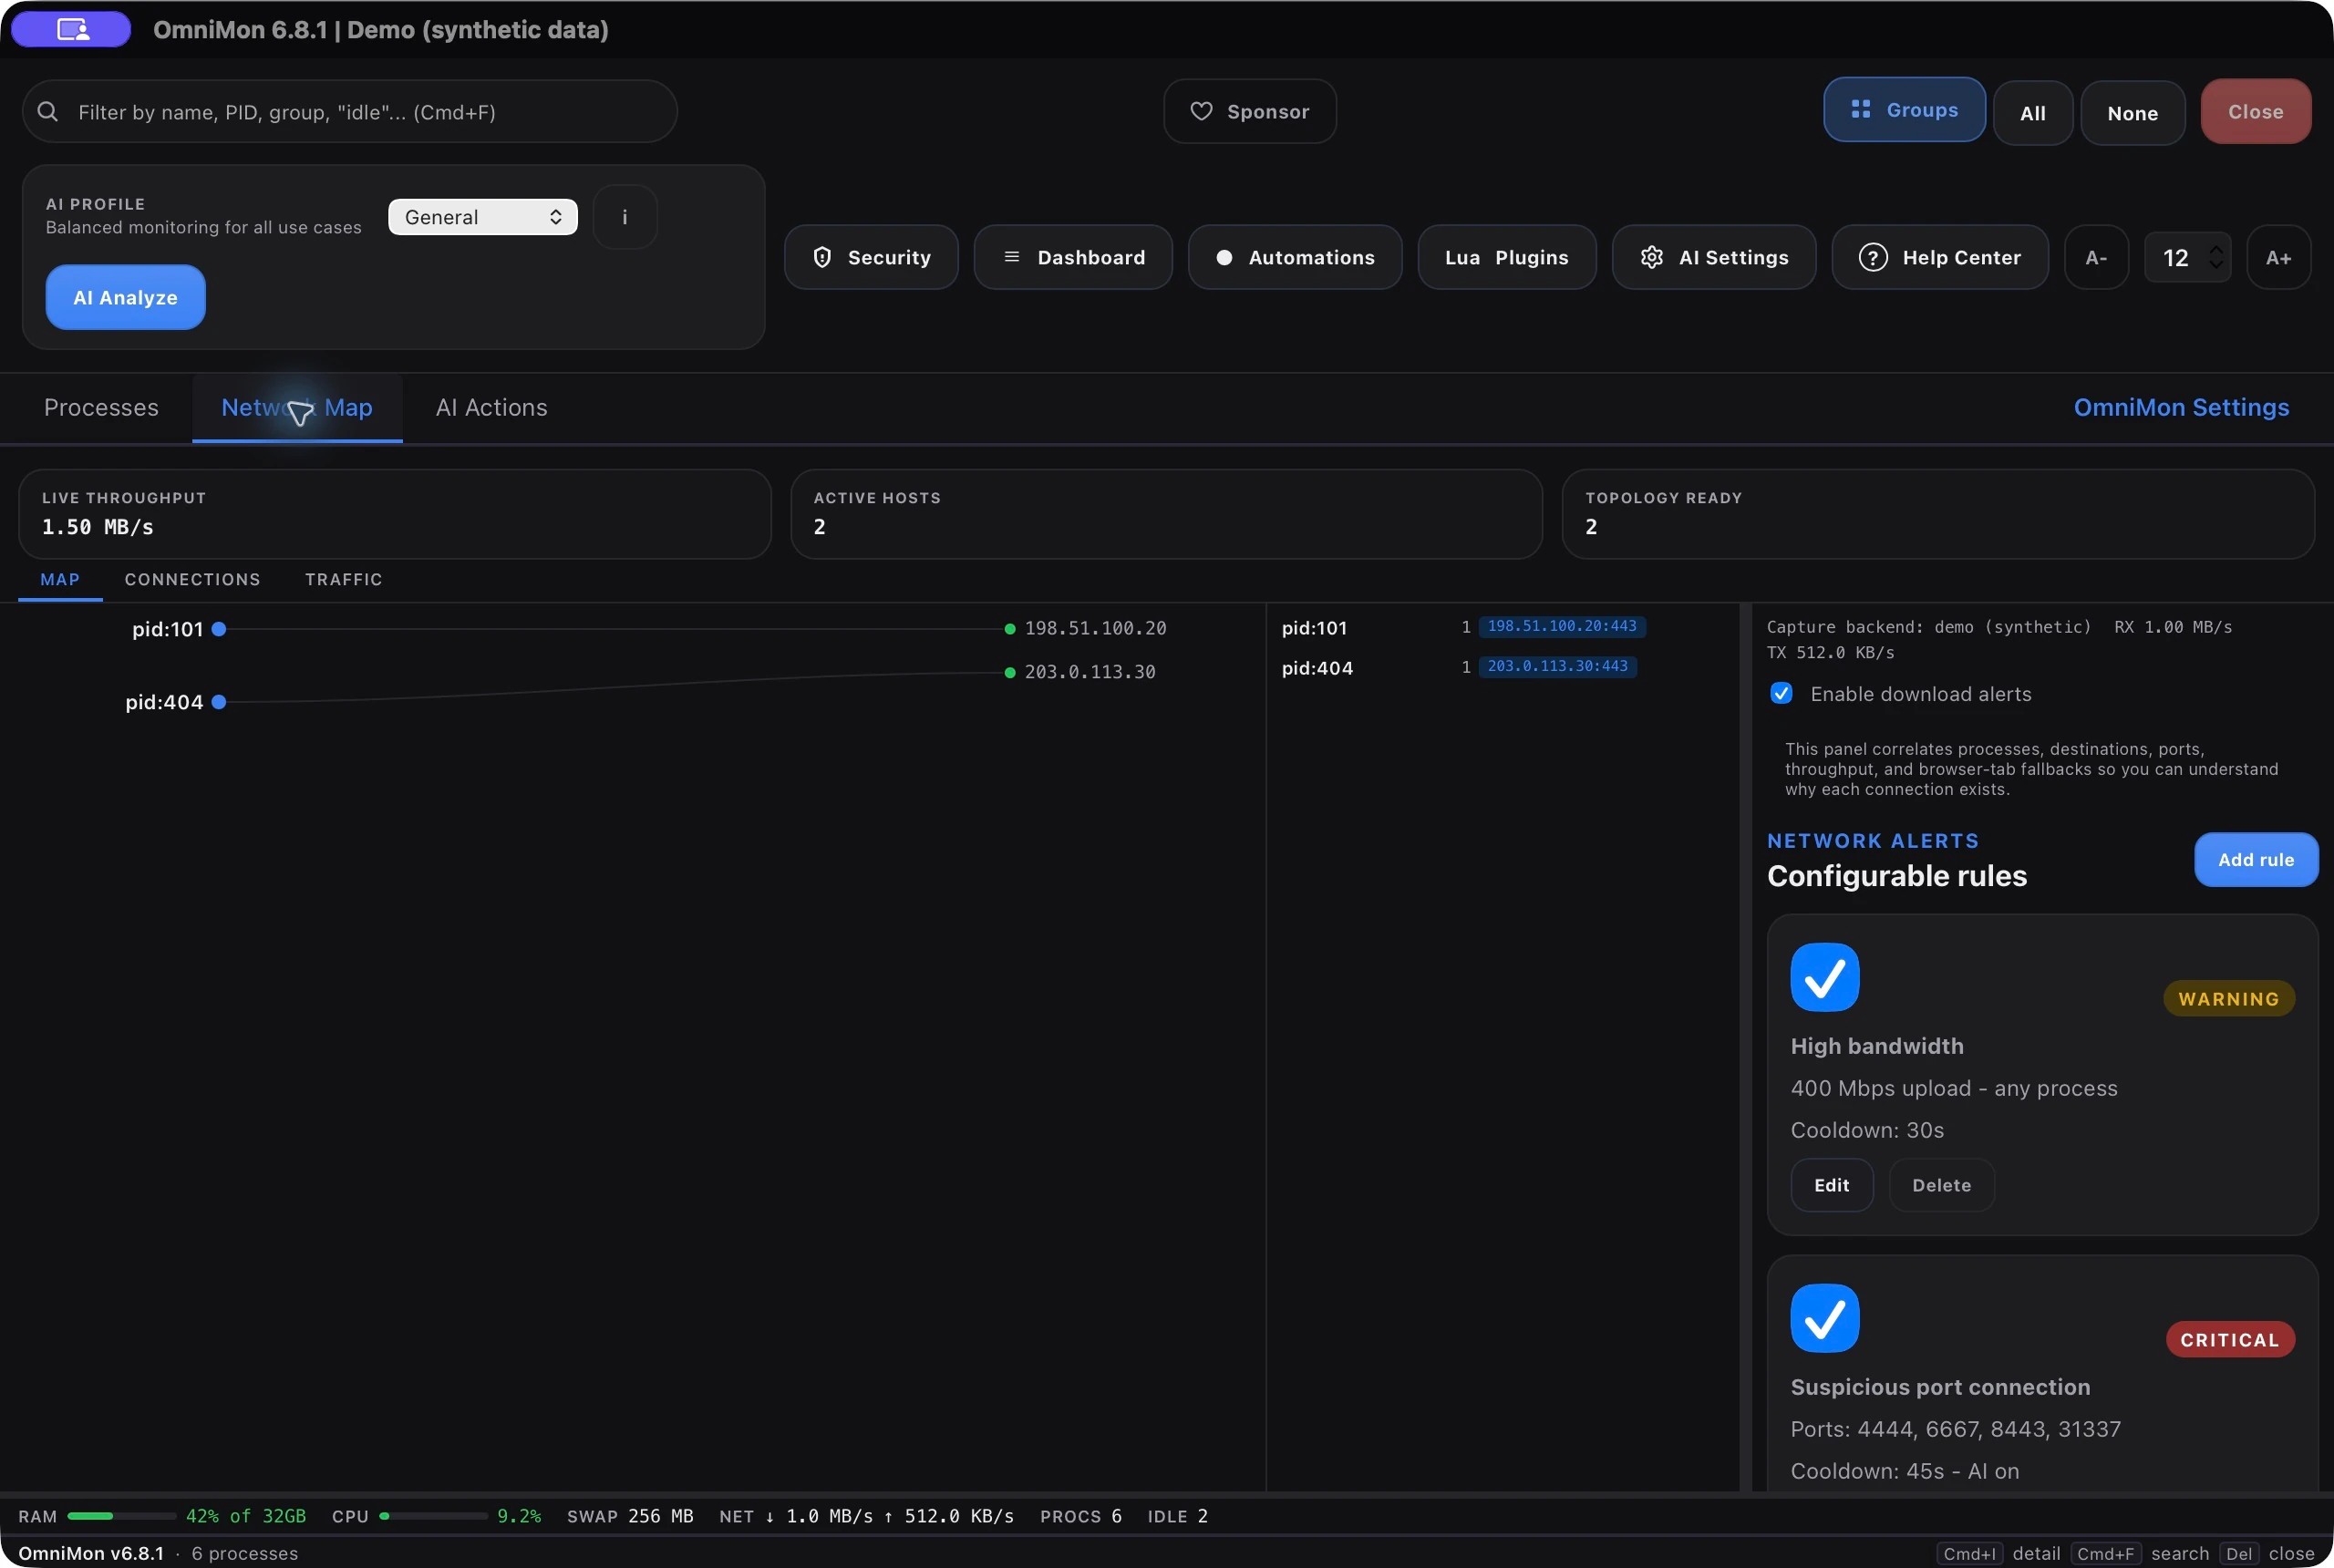 OmniMon 6.8.1 | Demo (synthetic data)
Filter by name, PID, group, "idle"... (Cmd+F)
Sponsor
Groups
All
None
Close
AI PROFILE
Balanced monitoring for all use cases
General
i
AI Analyze
Security
Dashboard
Automations
Lua Plugins
AI Settings
? Help Center
A-
12
A+
Processes
Network Map
AI Actions
OmniMon Settings
LIVE THROUGHPUT
1.50 MB/s
ACTIVE HOSTS
2
TOPOLOGY READY
2
MAP
CONNECTIONS
TRAFFIC
pid:101
198.51.100.20
203.0.113.30
pid:404
pid:101 1 198.51.100.20:443
pid:404 1 203.0.113.30:443
Capture backend: demo (synthetic) RX 1.00 MB/s
TX 512.0 KB/s
Enable download alerts
This panel correlates processes, destinations, ports,
throughput, and browser-tab fallbacks so you can understand
why each connection exists.
NETWORK ALERTS
Configurable rules
Add rule
WARNING
High bandwidth
400 Mbps upload - any process
Cooldown: 30s
Edit
Delete
CRITICAL
Suspicious port connection
Ports: 4444, 6667, 8443, 31337
Cooldown: 45s - AI on
RAM 42% of 32GB CPU 9.2% SWAP 256 MB NET ↓ 1.0 MB/s ↑ 512.0 KB/s PROCS 6 IDLE 2
OmniMon v6.8.1 · 6 processes
Cmd+I detail Cmd+F search Del close